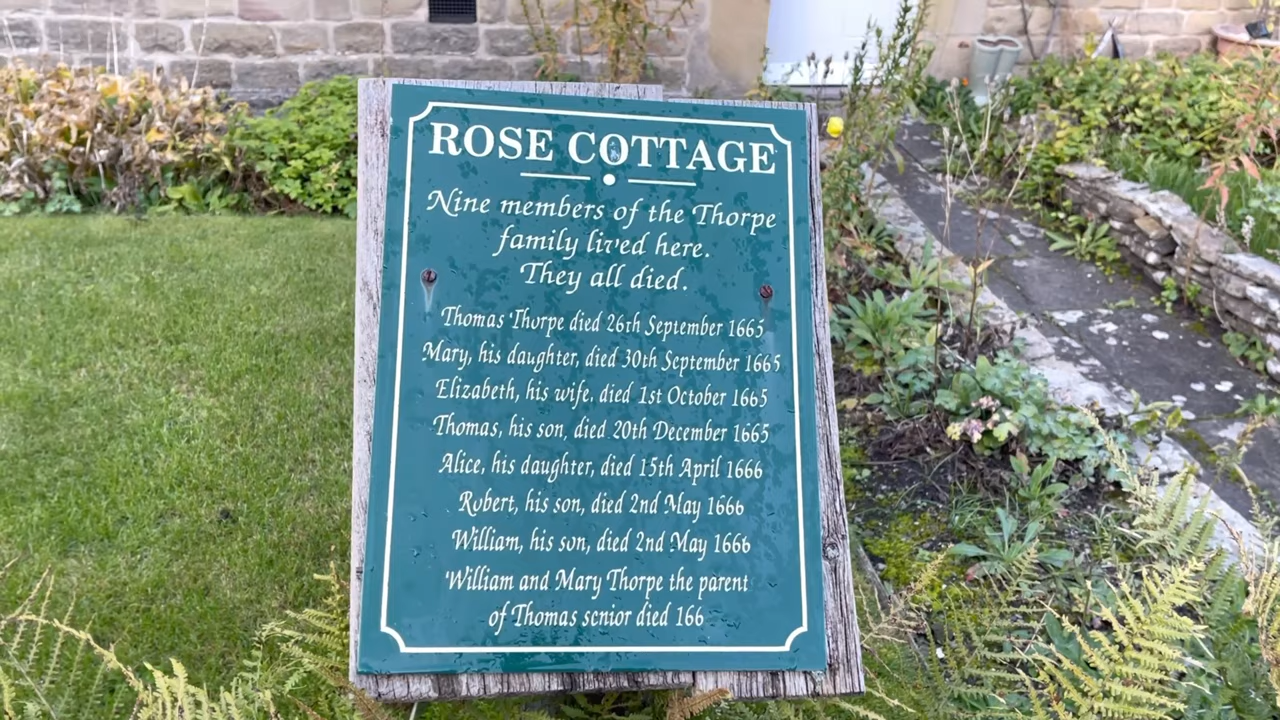 ROSE COTTAGE
Nine members of the Thorpe
family lived here.
They all died.
Thomas Thorpe died 26th September 1665
Mary, his daughter, died 30th September 1665
Elizabeth, his wife, died 1st October 1665
Thomas, his son, died 20th December 1665
Alice, his daughter, died 15th April 1666
Robert, his son, died 2nd May 1666
William, his son, died 2nd May 1666
William and Mary Thorpe the parent
of Thomas senior died 166